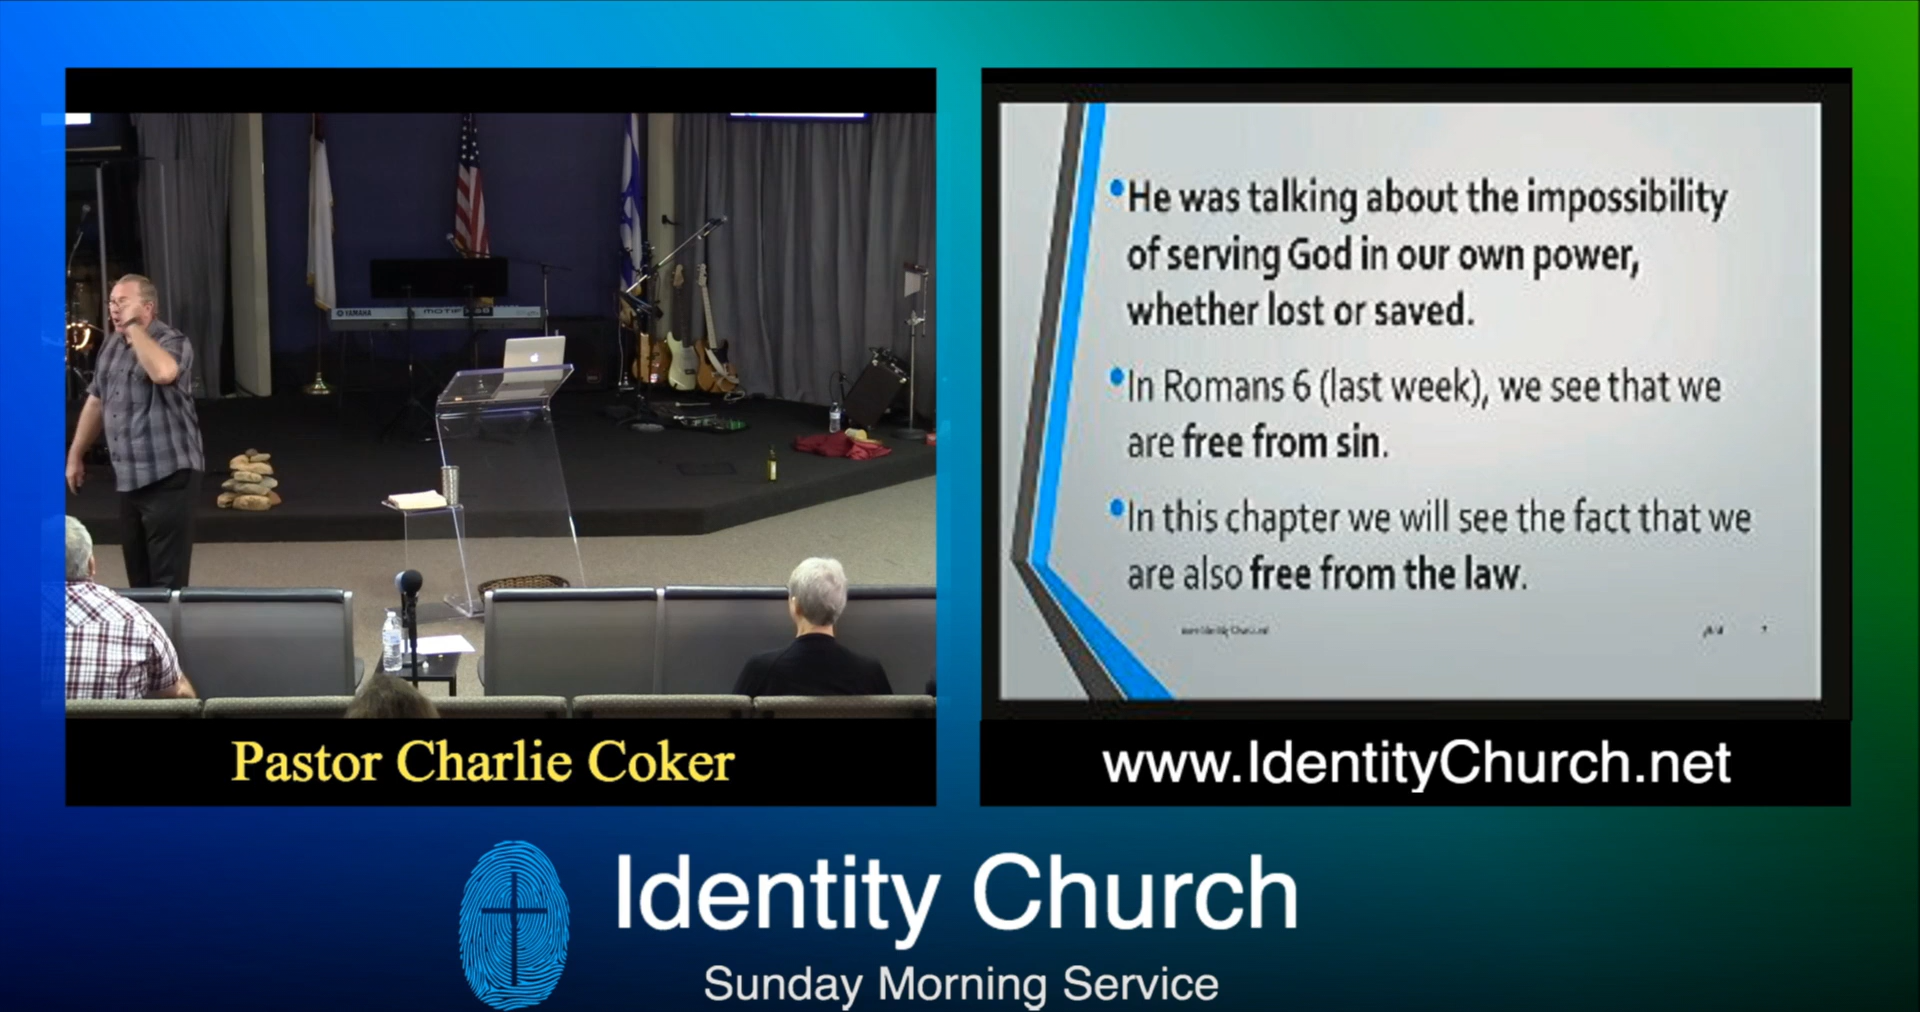 YAMAHA
MOTIF
• He was talking about the impossibility
of serving God in our own power,
whether lost or saved.
• In Romans 6 (last week), we see that we
are free from sin.
• In this chapter we will see the fact that we
are also free from the law.
Pastor Charlie Coker
www.IdentityChurch.net
Identity Church
Sunday Morning Service